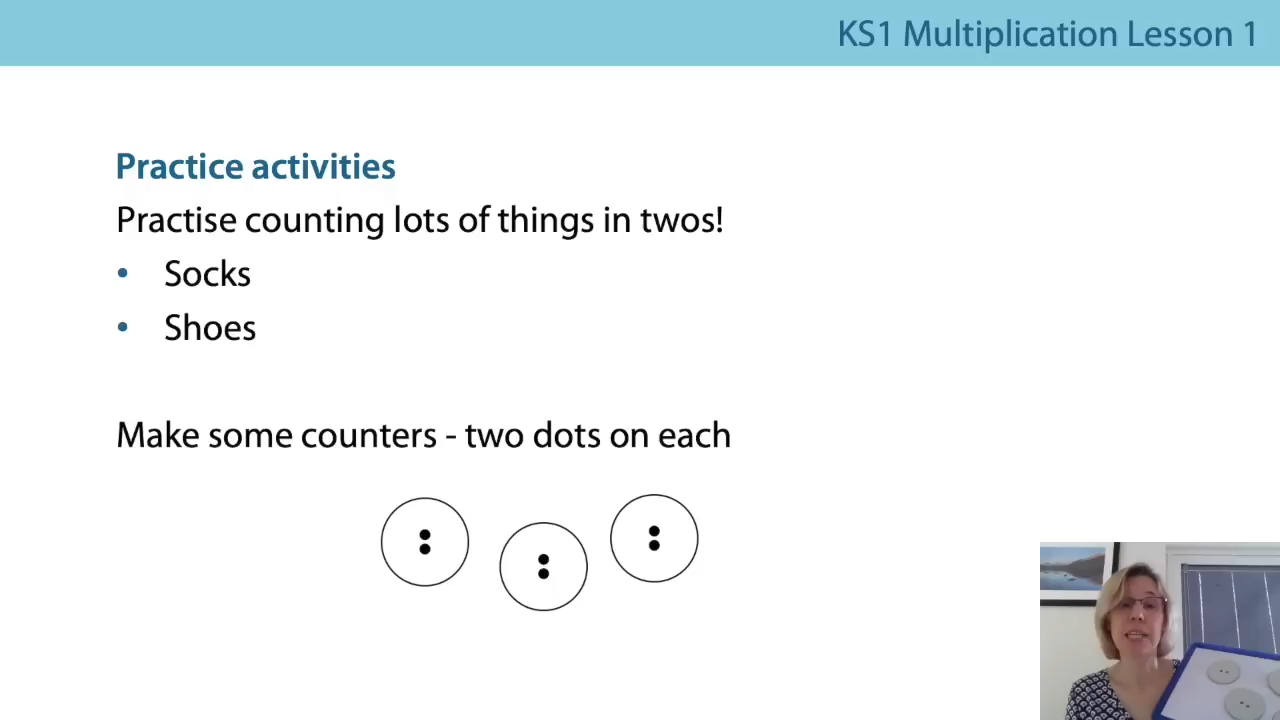 KS1 Multiplication Lesson 1
Practice activities
Practise counting lots of things in twos!
• Socks
• Shoes
Make some counters - two dots on each